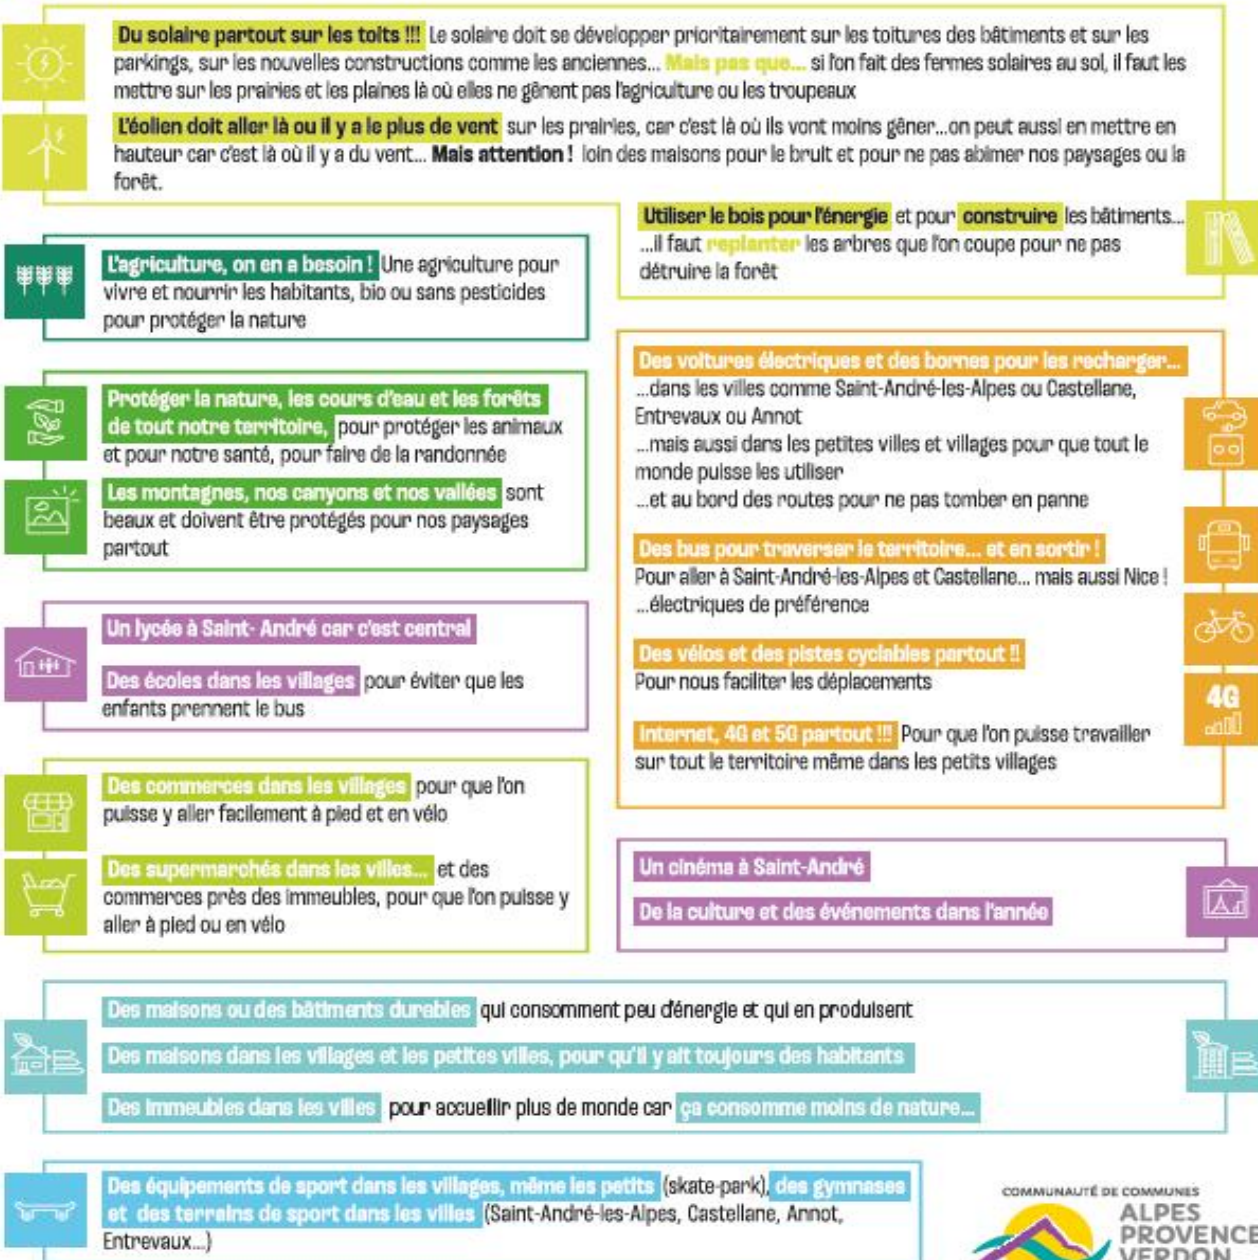 Du solaire partout sur les toits !!! Le solaire doit se développer prioritairement sur les toitures des bâtiments et sur les
parkings, sur les nouvelles constructions comme les anciennes... Mais pas que... si l'on fait des fermes solaires au sol, il faut les
mettre sur les prairies et les plaines là où elles ne gênent pas l'agriculture ou les troupeaux
L'éolien doit aller là ou il y a le plus de vent sur les prairies, car c'est là où ils vont moins gêner...on peut aussi en mettre en
hauteur car c'est là où il y a du vent... Mais attention ! loin des maisons pour le bruit et pour ne pas abimer nos paysages ou la
forêt.
Utiliser le bois pour l'énergie et pour construire les bâtiments...
...il faut replanter les arbres que l'on coupe pour ne pas
détruire la forêt
L'agriculture, on en a besoin ! Une agriculture pour
vivre et nourrir les habitants, bio ou sans pesticides
pour protéger la nature
Protéger la nature, les cours d'eau et les forêts
de tout notre territoire, pour protéger les animaux
et pour notre santé, pour faire de la randonnée
Les montagnes, nos canyons et nos vallées sont
beaux et doivent être protégés pour nos paysages
partout
Un lycée à Saint- André car c'est central
Des écoles dans les villages pour éviter que les
enfants prennent le bus
Des commerces dans les villages pour que l'on
puisse y aller facilement à pied et en vélo
Des supermarchés dans les villes... et des
commerces près des immeubles, pour que l'on puisse y
aller à pied ou en vélo
Des voitures électriques et des bornes pour les recharger...
...dans les villes comme Saint-André-les-Alpes ou Castellane,
Entrevaux ou Annot
...mais aussi dans les petites villes et villages pour que tout le
monde puisse les utiliser
...et au bord des routes pour ne pas tomber en panne
Des bus pour traverser le territoire... et en sortir !
Pour aller à Saint-André-les-Alpes et Castellane... mais aussi Nice !
...électriques de préférence
Des vélos et des pistes cyclables partout !!
Pour nous faciliter les déplacements
4G
Internet, 4G et 5G partout !!! Pour que l'on puisse travailler
sur tout le territoire même dans les petits villages
Un cinéma à Saint-André
De la culture et des événements dans l'année
Des maisons ou des bâtiments durables qui consomment peu d'énergie et qui en produisent
Des maisons dans les villages et les petites villes, pour qu'il y ait toujours des habitants
Des immeubles dans les villes pour accueillir plus de monde car ça consomme moins de nature...
Des équipements de sport dans les villages, même les petits (skate-park), des gymnases
et des terrains de sport dans les villes (Saint-André-les-Alpes, Castellane, Annot,
Entrevaux...)
COMMUNAUTÉ DE COMMUNES
ALPES
PROVENCE
VERDON